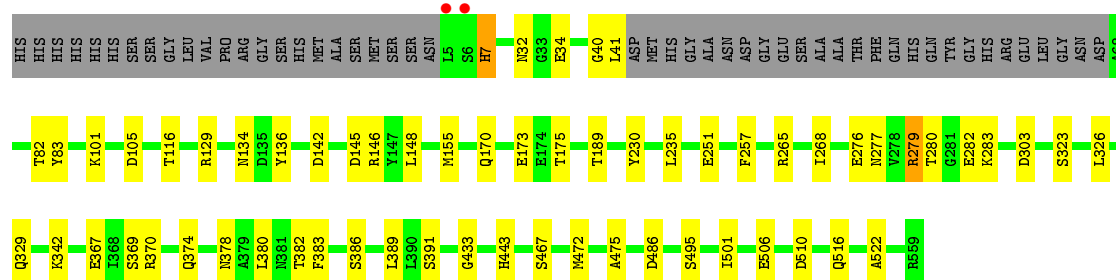 HIS HIS HIS HIS HIS HIS SER SER GLY LEU VAL PRO ARG GLY SER HIS MET ALA SER MET SER SER ASN L5 S6 H7 N32 G33 E34 G40 L41 ASP MET HIS GLY ALA ASN ASP GLY GLU SER ALA ALA THR PHE GLN HIS GLN TYR GLY HIS ARG GLU LEU GLY ASN ASP
T82 Y83 K101 D105 T116 R129 N134 D135 Y136 D142 D145 R146 Y147 L148 M155 Q170 E173 E174 T175 T189 Y230 L235 E251 F257 R265 I268 E276 N277 V278 R279 T280 G281 E282 K283 D303 S323 L326
Q329 K342 E367 I368 S369 R370 Q374 N378 A379 L380 N381 T382 F383 S386 L389 L390 S391 G433 H443 S467 M472 A475 D486 S495 I501 E506 D510 Q516 A522 R559